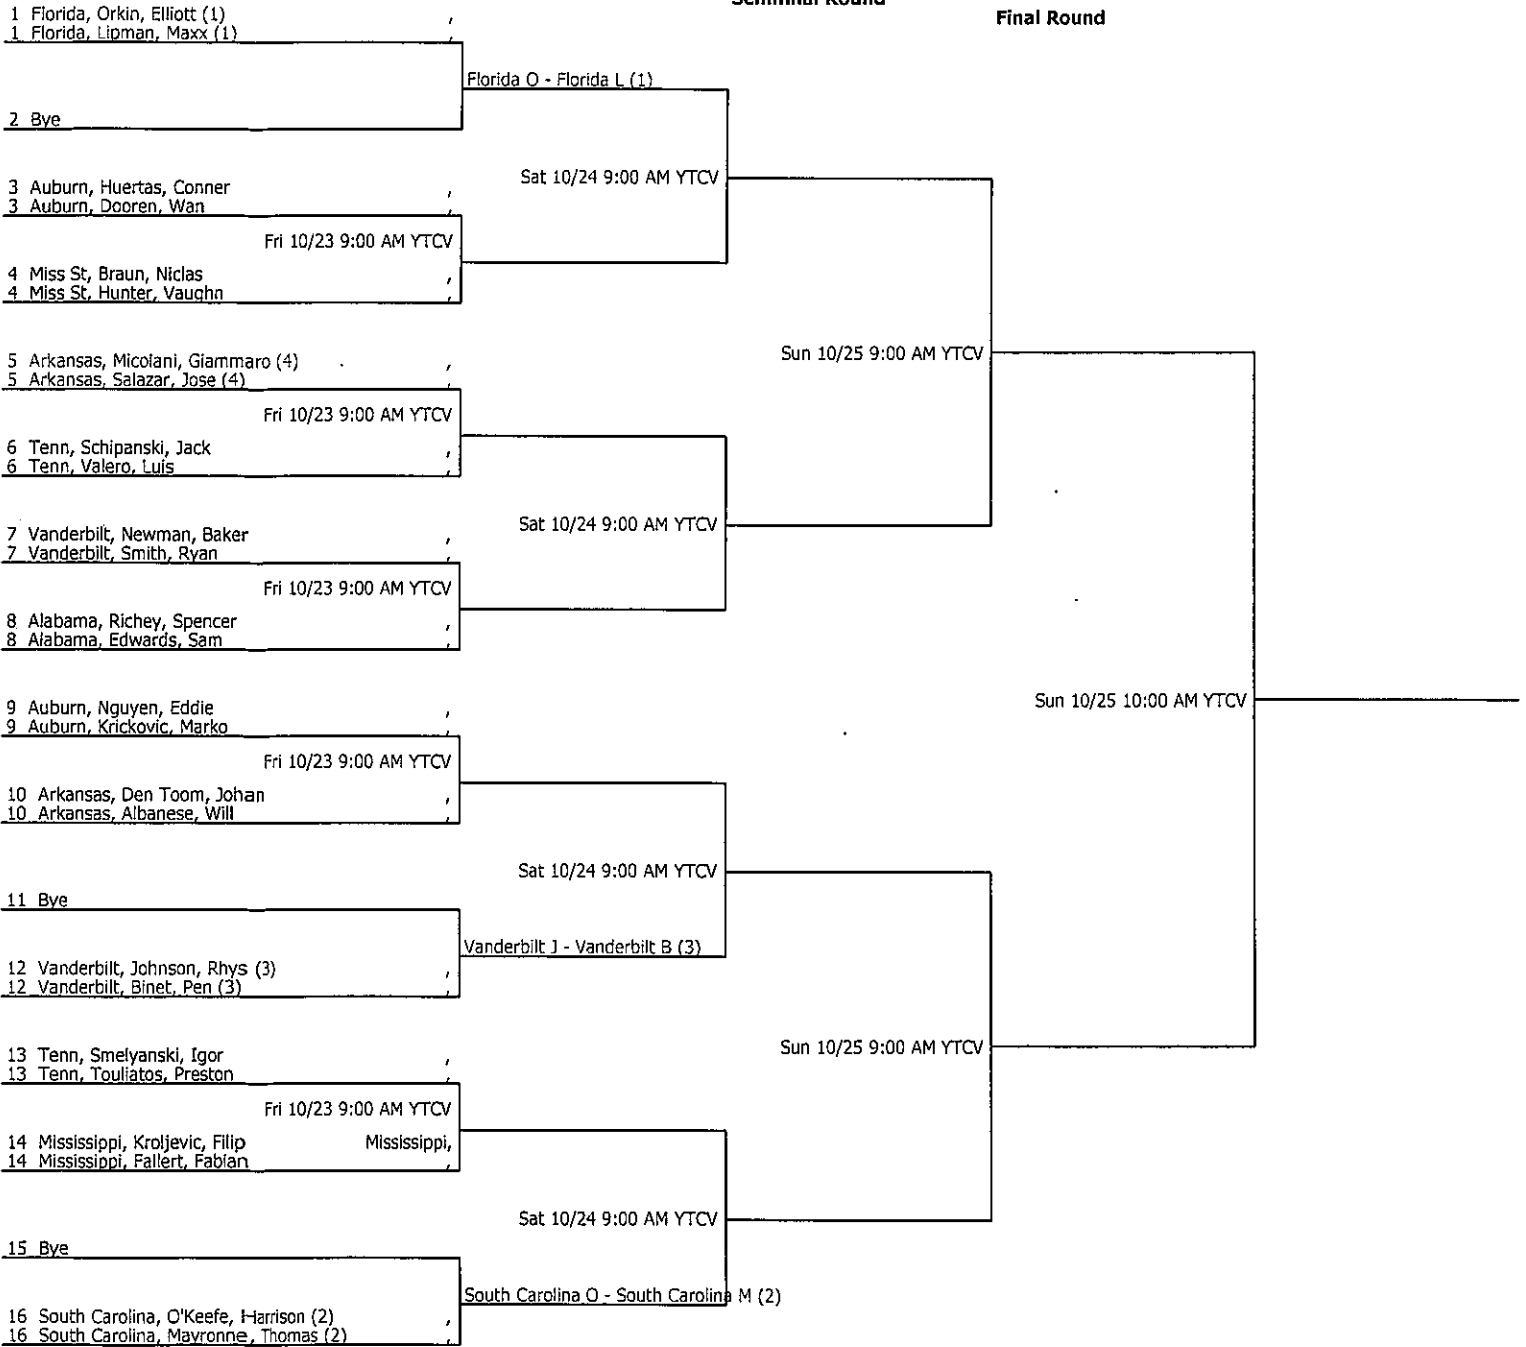 Semifinal Round
Final Round
1 Florida, Orkin, Elliott (1)
1 Florida, Lipman, Maxx (1)
Florida O - Florida L (1)
2 Bye
Sat 10/24 9:00 AM YTCV
3 Auburn, Huertas, Conner
3 Auburn, Dooren, Wan
Fri 10/23 9:00 AM YTCV
4 Miss St, Braun, Niclas
4 Miss St, Hunter, Vaughn
Sun 10/25 9:00 AM YTCV
5 Arkansas, Micolani, Giammaro (4)
5 Arkansas, Salazar, Jose (4)
Fri 10/23 9:00 AM YTCV
6 Tenn, Schipanski, Jack
6 Tenn, Valero, Luis
Sat 10/24 9:00 AM YTCV
7 Vanderbilt, Newman, Baker
7 Vanderbilt, Smith, Ryan
Fri 10/23 9:00 AM YTCV
8 Alabama, Richey, Spencer
8 Alabama, Edwards, Sam
Sun 10/25 10:00 AM YTCV
9 Auburn, Nguyen, Eddie
9 Auburn, Krickovic, Marko
Fri 10/23 9:00 AM YTCV
10 Arkansas, Den Toom, Johan
10 Arkansas, Albanese, Will
Sat 10/24 9:00 AM YTCV
11 Bye
Vanderbilt J - Vanderbilt B (3)
12 Vanderbilt, Johnson, Rhys (3)
12 Vanderbilt, Binet, Pen (3)
Sun 10/25 9:00 AM YTCV
13 Tenn, Smelyanski, Igor
13 Tenn, Touliatos, Preston
Fri 10/23 9:00 AM YTCV
14 Mississippi, Kroljevic, Filip Mississippi,
14 Mississippi, Fallert, Fabian
Sat 10/24 9:00 AM YTCV
15 Bye
South Carolina O - South Carolina M (2)
16 South Carolina, O'Keefe, Harrison (2)
16 South Carolina, Mayronne, Thomas (2)